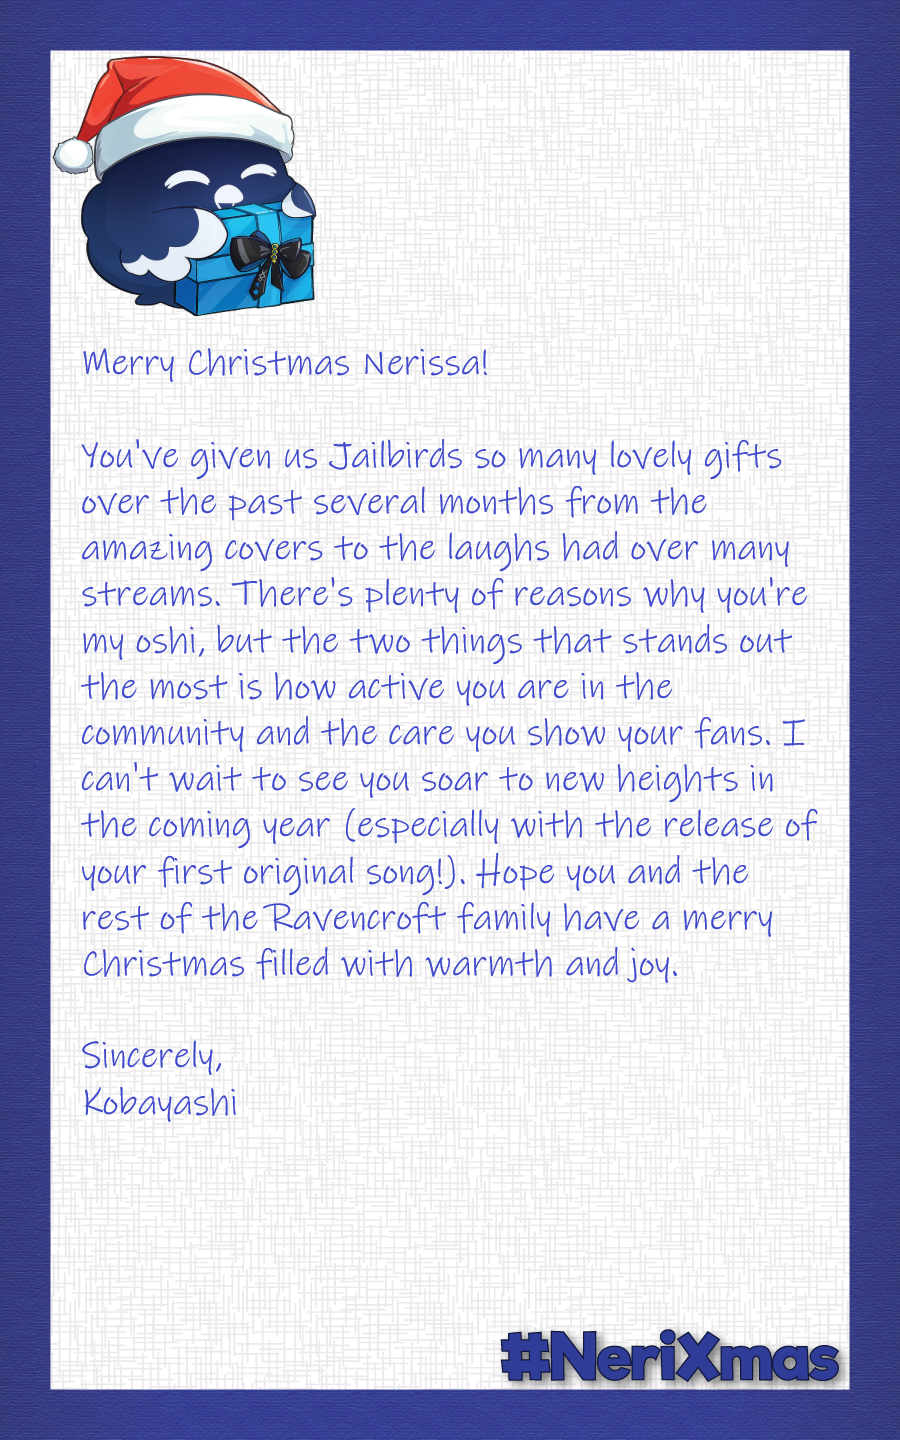 Merry Christmas Nerissa!
You've given us Jailbirds so many lovely gifts
over the past several months from the
amazing covers to the laughs had over many
streams. There's plenty of reasons why you're
my oshi, but the two things that stands out
the most is how active you are in the
community and the care you show your fans. I
can't wait to see you soar to new heights in
the coming year (especially with the release of
your first original song!). Hope you and the
rest of the Ravencroft family have a merry
Christmas filled with warmth and joy.
Sincerely,
Kobayashi
#NeriXmas